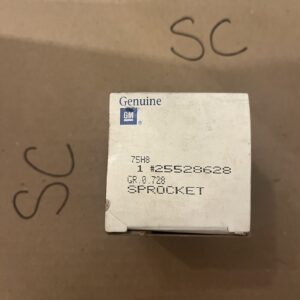 SC
Genuine
GM
75H8
1 #25528628
GR.0.728
SPROCKET
SC